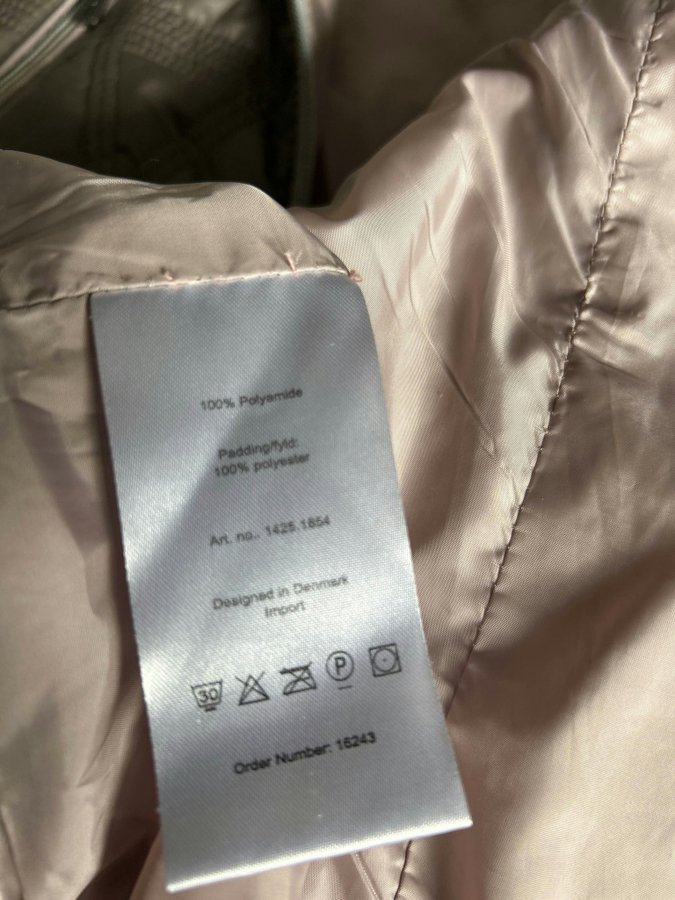 100% Polyamide
Padding/fyld:
100% polyester
Art. no.. 1425.1854
Designed in Denmark
Import
30 P
Order Number: 15243